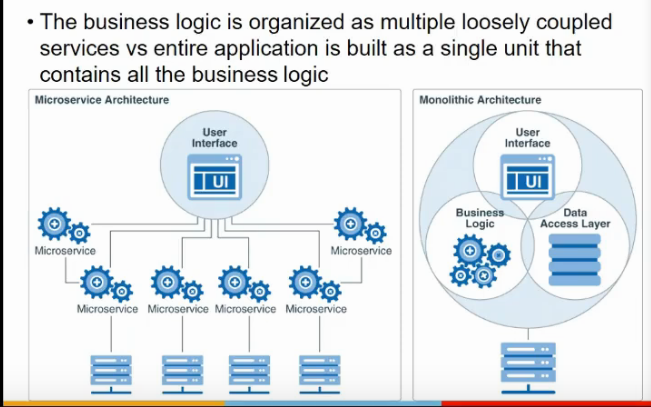 • The business logic is organized as multiple loosely coupled
services vs entire application is built as a single unit that
contains all the business logic
Microservice Architecture
User
Interface
UI
Microservice
Microservice
Microservice
Microservice
Microservice
Microservice
Monolithic Architecture
User
Interface
UI
Business
Logic
Data
Access Layer